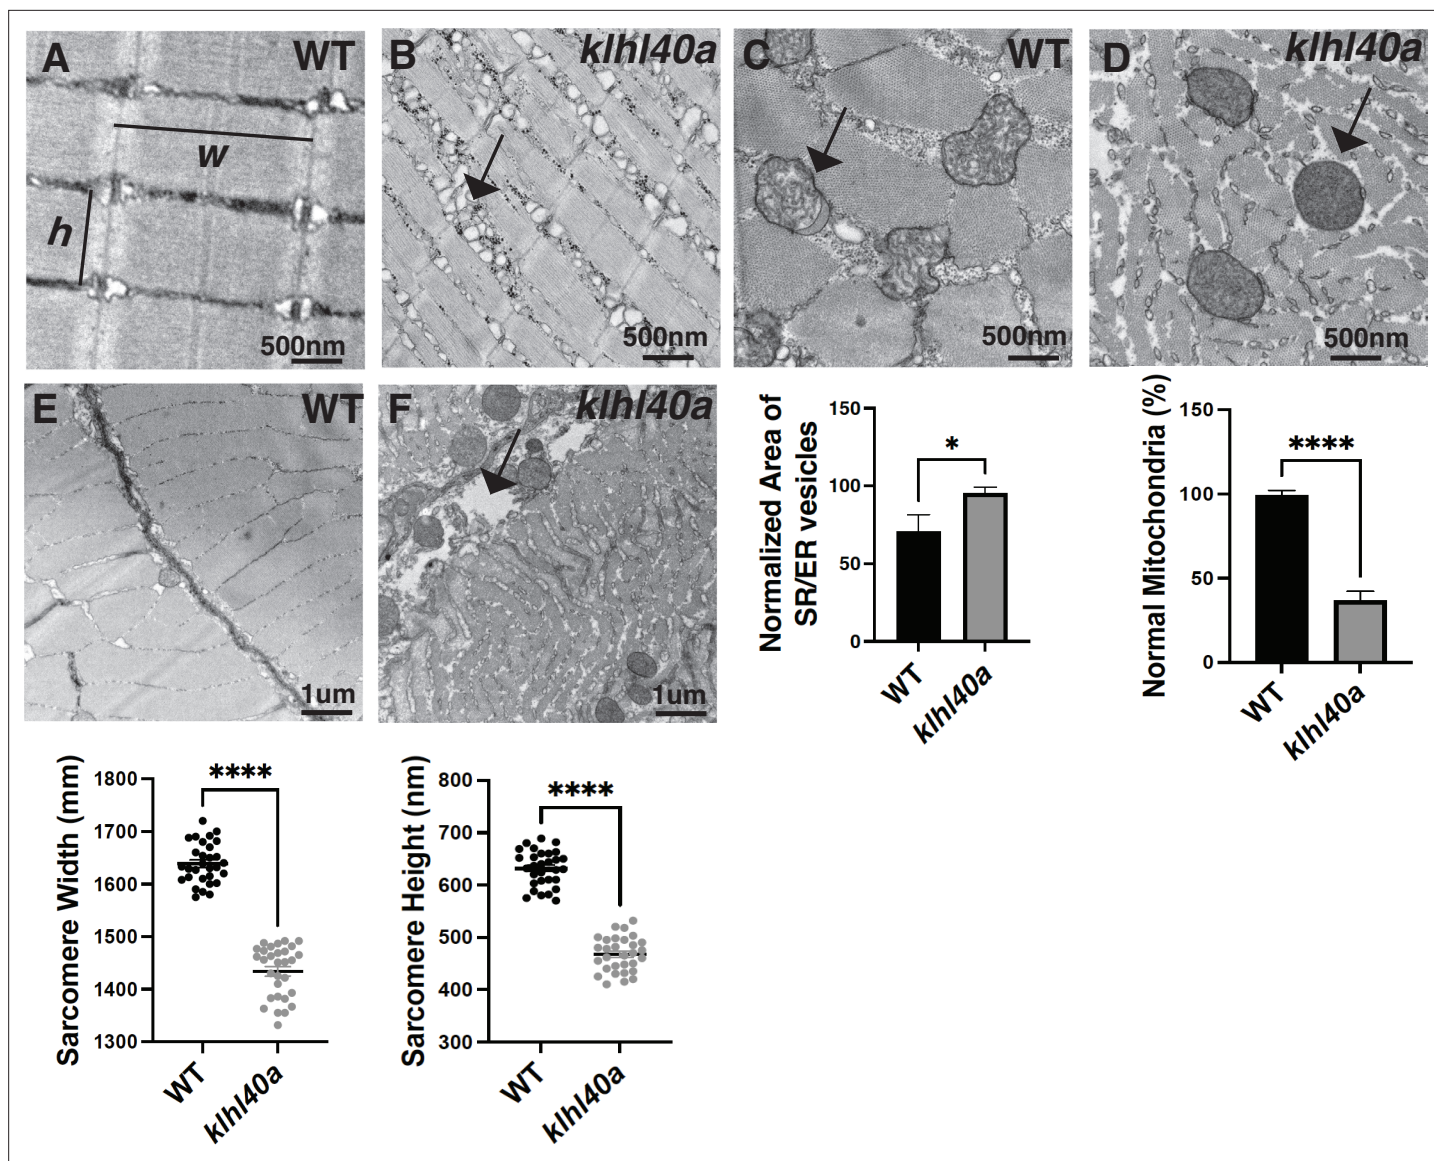 A WT
w
h
500nm
B klhl40a
500nm
C WT
500nm
D klhl40a
500nm
E WT
1um
F klhl40a
1um
Normalized Area of
SR/ER vesicles
150
100
50
0
*
WT
klhl40a
Normal Mitochondria (%)
150
100
50
0
****
WT
klhl40a
Sarcomere Width (mm)
1800
1700
1600
1500
1400
1300
****
WT
klhl40a
Sarcomere Height (nm)
800
700
600
500
400
300
****
WT
klhl40a